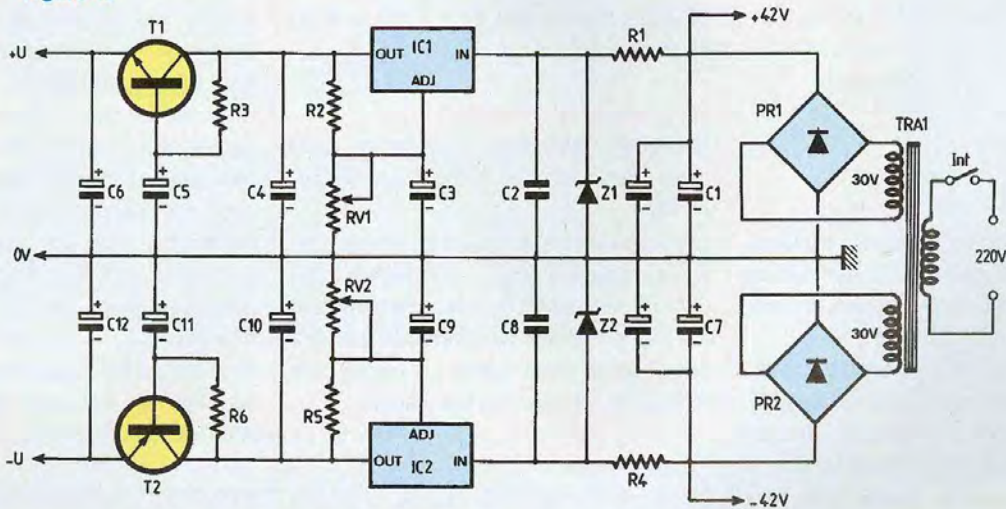 +42V
T1
R1
+U
OUT IC1 IN
ADJ
R3
R2
PR1
TRA1
Int
C6
C5
C4
C3
C2
Z1
C1
30V
RV1
0V
220V
RV2
C12
C11
C10
C9
C8
Z2
C7
30V
R6
R5
PR2
ADJ
-U
OUT IC2 IN
R4
T2
-42V